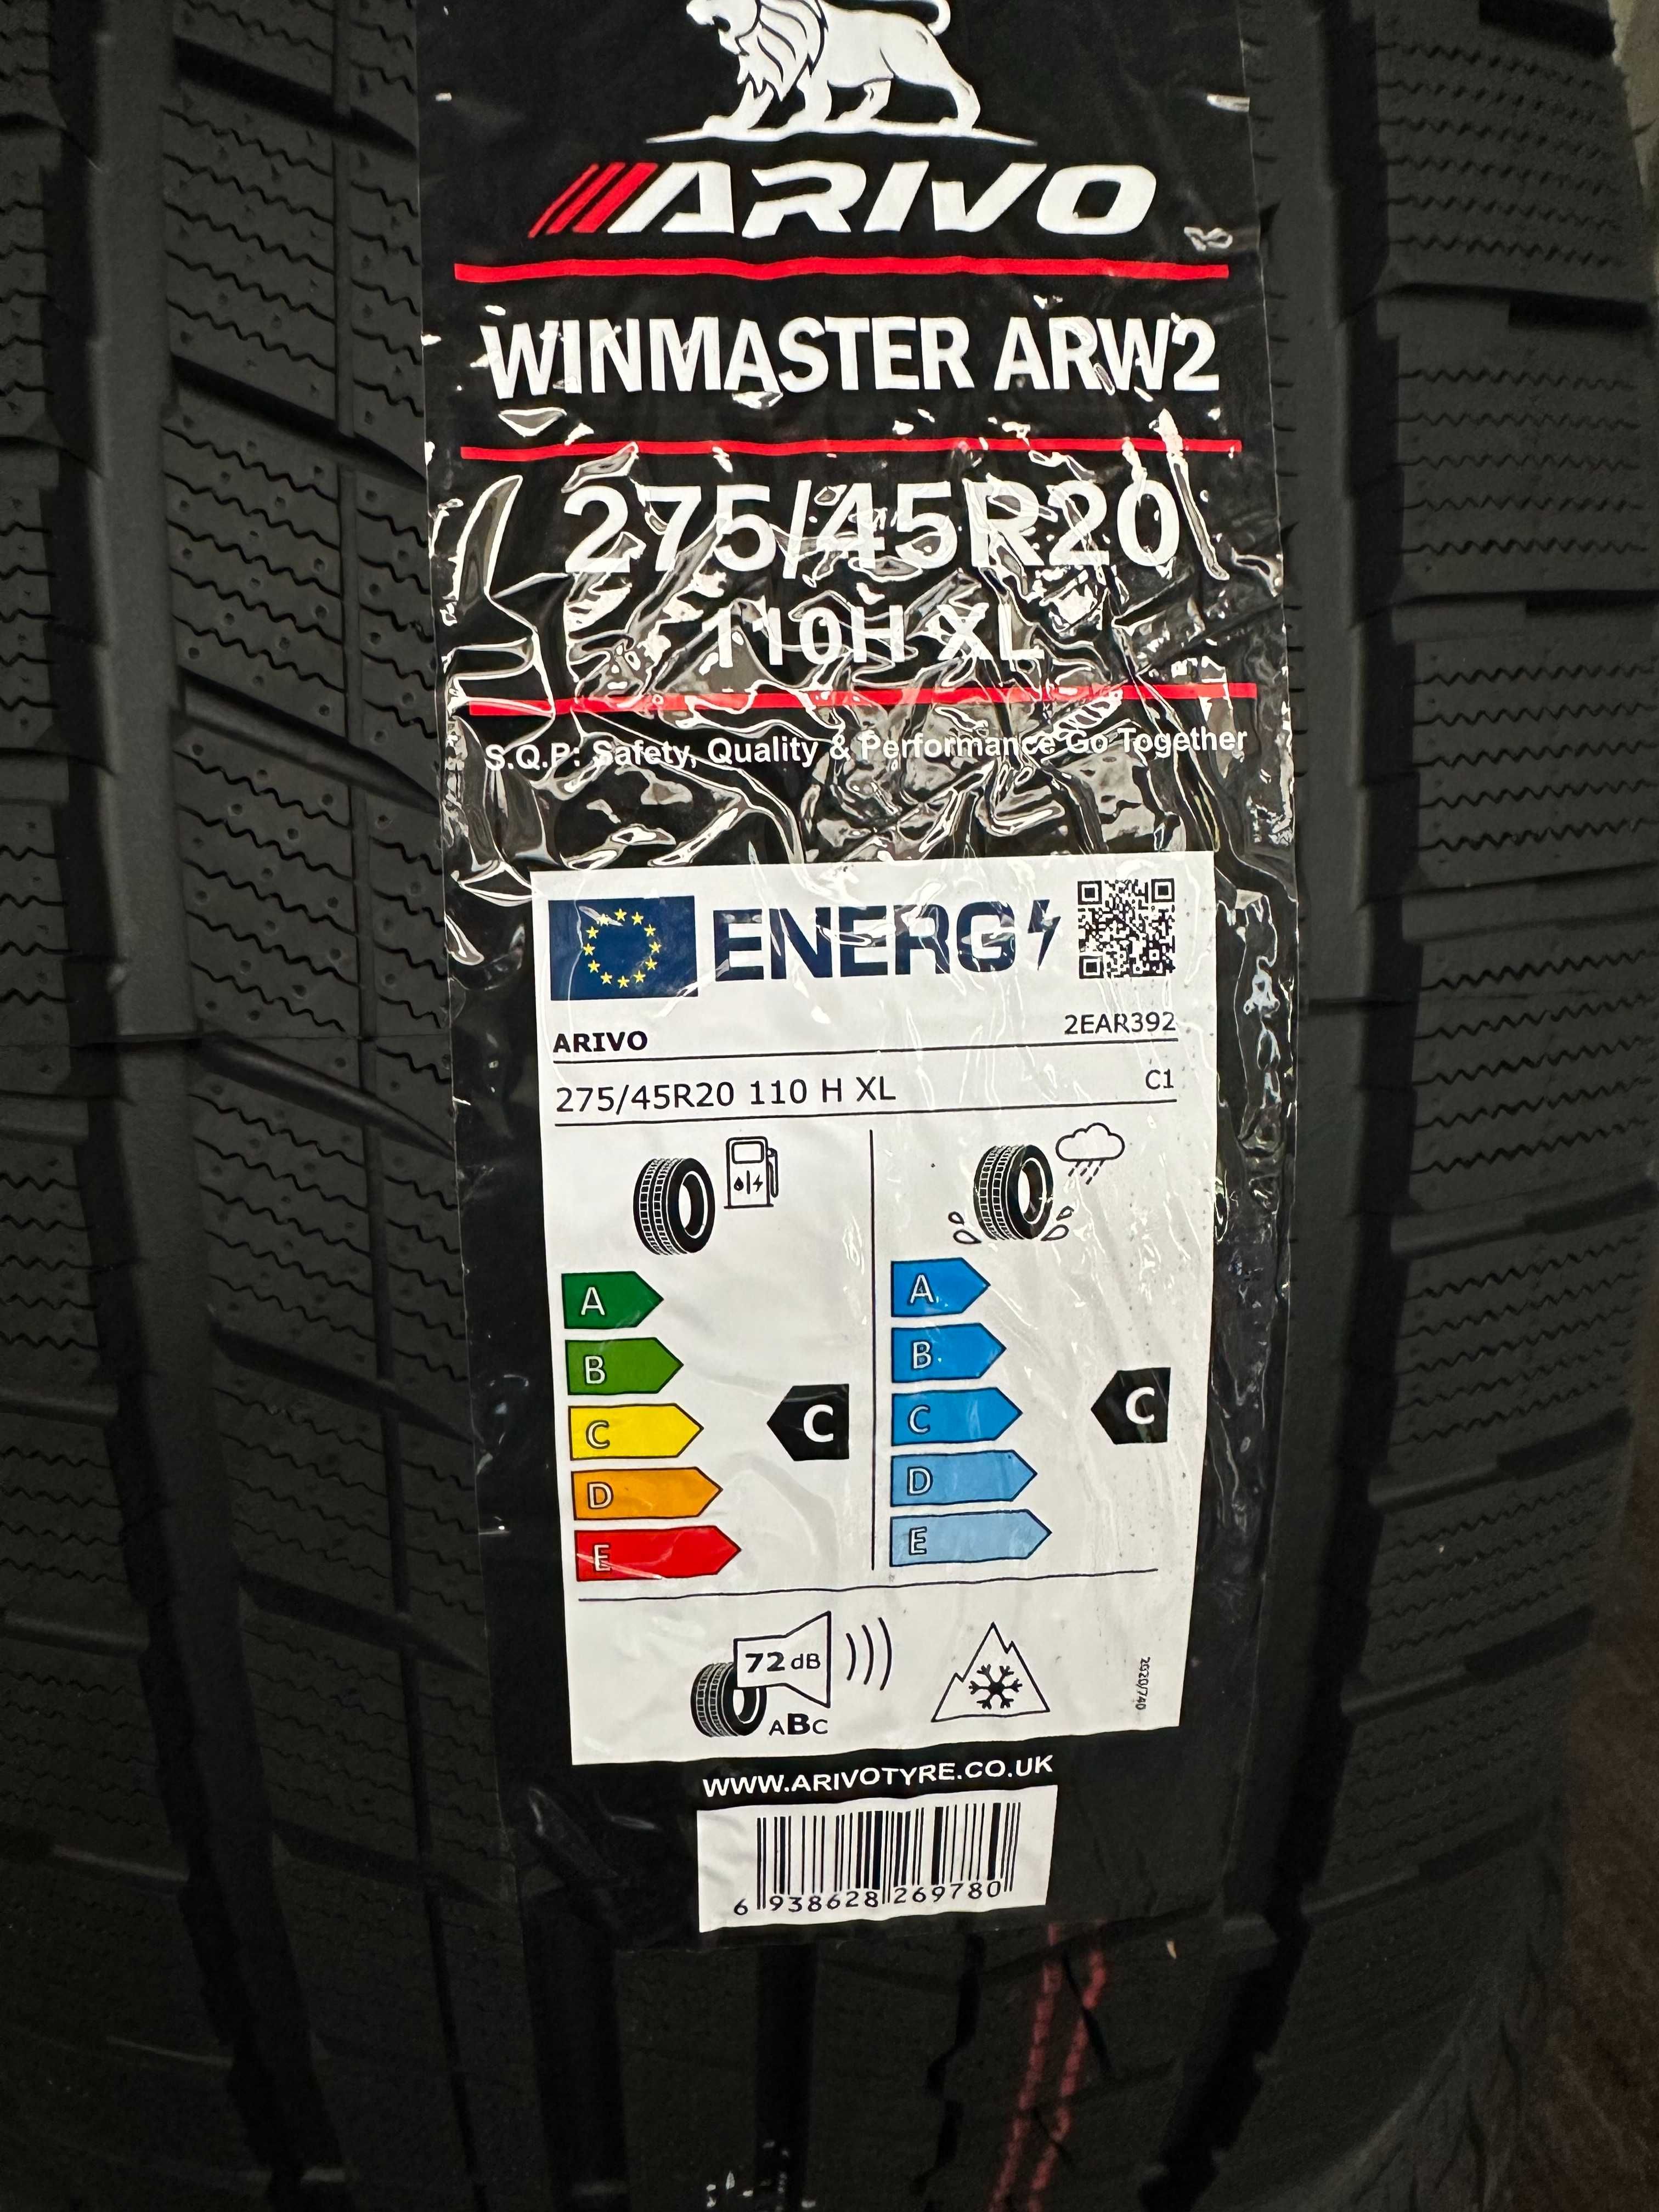 ARIVO
WINMASTER ARW2
275/45R20
110H XL
S.Q.P: Safety, Quality & Performance Go Together
ENERG
ARIVO
2EAR392
275/45R20 110 H XL
C1
A
B
C
D
E
C
A
B
C
D
E
C
72 dB
ABC
2020/740
WWW.ARIVOTYRE.CO.UK
6 938628 269780